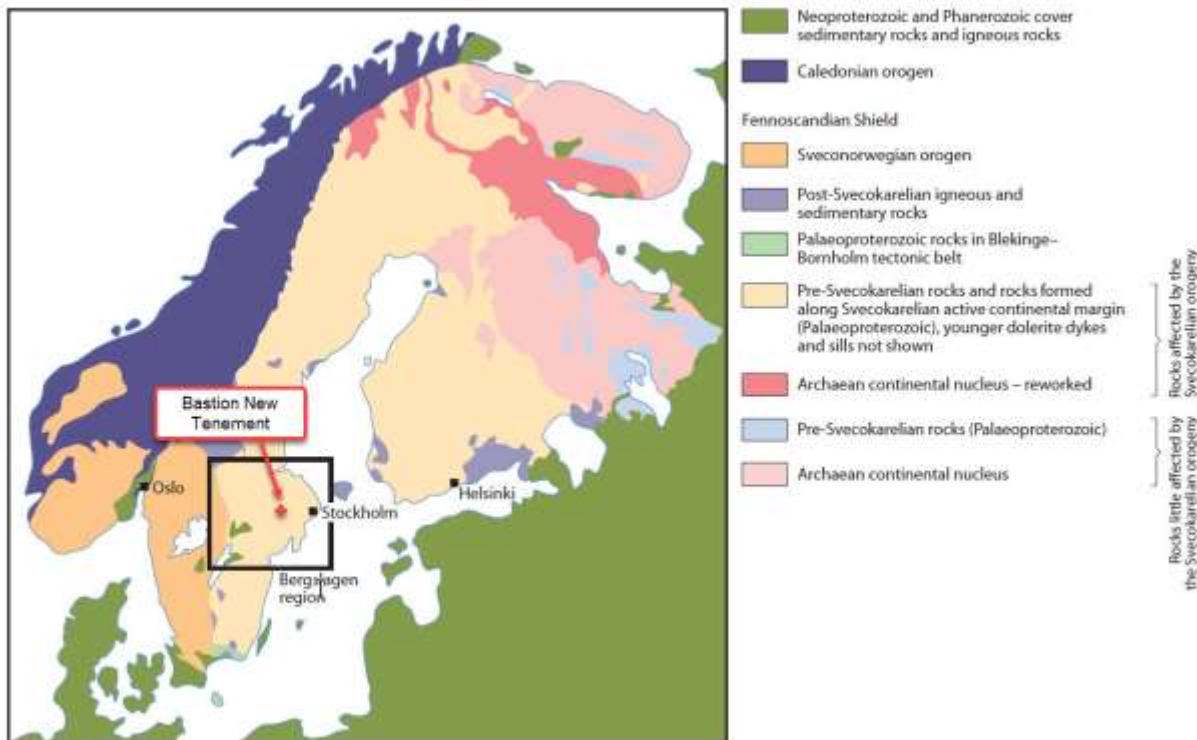 Bastion New
Tenement
Oslo
Stockholm
Helsinki
Bergslagen
region
Neoproterozoic and Phanerozoic cover
sedimentary rocks and igneous rocks
Caledonian orogen
Fennoscandian Shield
Sveconorwegian orogen
Post-Svecokarelian igneous and
sedimentary rocks
Palaeoproterozoic rocks in Blekinge–
Bornholm tectonic belt
Pre-Svecokarelian rocks and rocks formed
along Svecokarelian active continental margin
(Palaeoproterozoic), younger dolerite dykes
and sills not shown
Archaean continental nucleus – reworked
Pre-Svecokarelian rocks (Palaeoproterozoic)
Archaean continental nucleus
Rocks affected by the
Svecokarelian orogeny
Rocks little affected by
the Svecokarelian orogeny